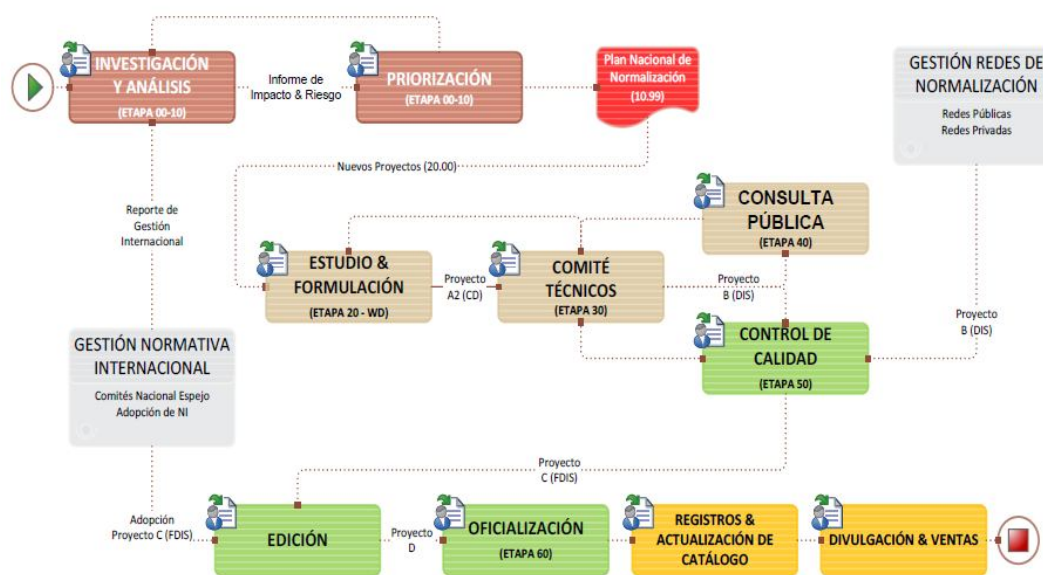 INVESTIGACIÓN
Y ANÁLISIS
(ETAPA 00-10)
Informe de
Impacto & Riesgo
PRIORIZACIÓN
(ETAPA 00-10)
Plan Nacional de
Normalización
(10.99)
GESTIÓN REDES DE
NORMALIZACIÓN
Redes Públicas
Redes Privadas
Nuevos Proyectos (20.00)
Reporte de
Gestión
Internacional
CONSULTA
PÚBLICA
(ETAPA 40)
ESTUDIO &
FORMULACIÓN
(ETAPA 20 - WD)
Proyecto
A2 (CD)
COMITÉ
TÉCNICOS
(ETAPA 30)
Proyecto
B (DIS)
Proyecto
B (DIS)
GESTIÓN NORMATIVA
INTERNACIONAL
Comités Nacional Espejo
Adopción de NI
CONTROL DE
CALIDAD
(ETAPA 50)
Proyecto
C (FDIS)
Adopción
Proyecto C (FDIS)
EDICIÓN
Proyecto
D
OFICIALIZACIÓN
(ETAPA 60)
REGISTROS &
ACTUALIZACIÓN DE
CATÁLOGO
DIVULGACIÓN & VENTAS